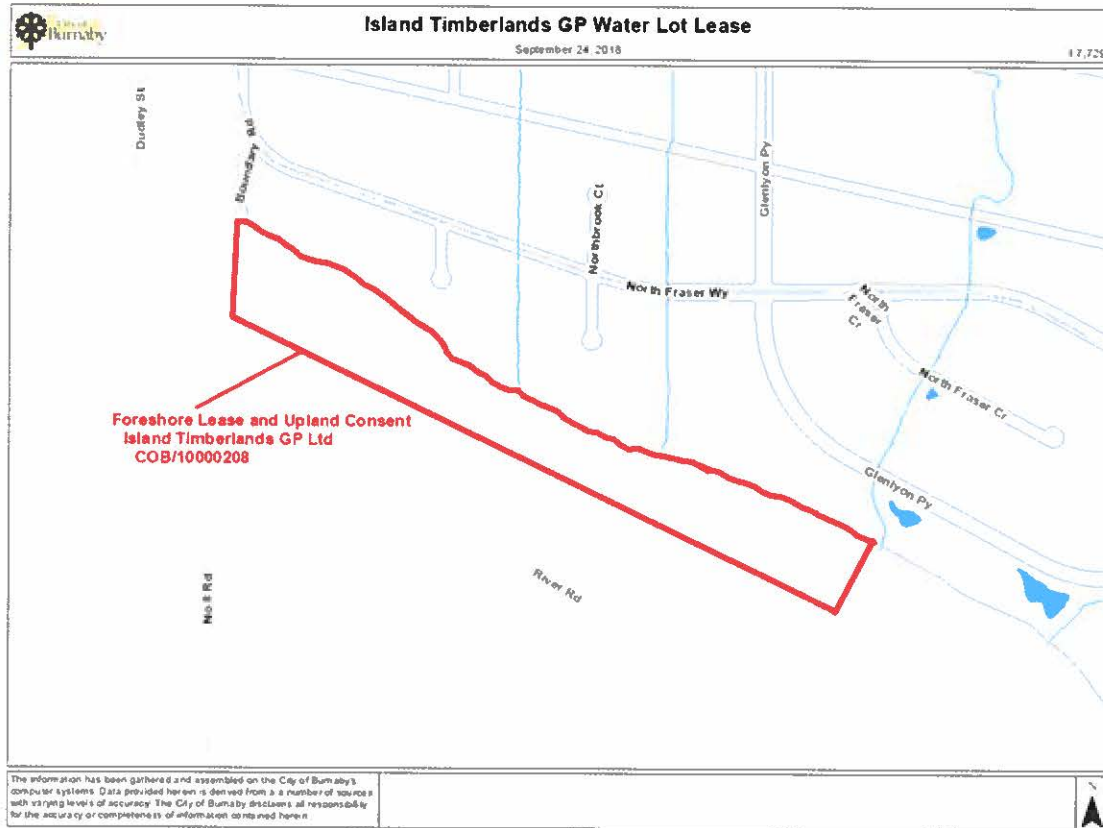 City of
Burnaby
Island Timberlands GP Water Lot Lease
September 24, 2018
Dudley St
Boundary Rd
Glenlyon Py
Northbrook Ct
North Fraser Wy
North
Fraser
Cr
North Fraser Cr
Foreshore Lease and Upland Consent
Island Timberlands GP Ltd
COB/10000208
Glenlyon Py
River Rd
The information has been gathered and assembled on the City of Burnaby's
computer systems. Data provided herein is derived from a a number of sources
with varying levels of accuracy. The City of Burnaby disclaims all responsibility
for the accuracy or completeness of information contained herein.